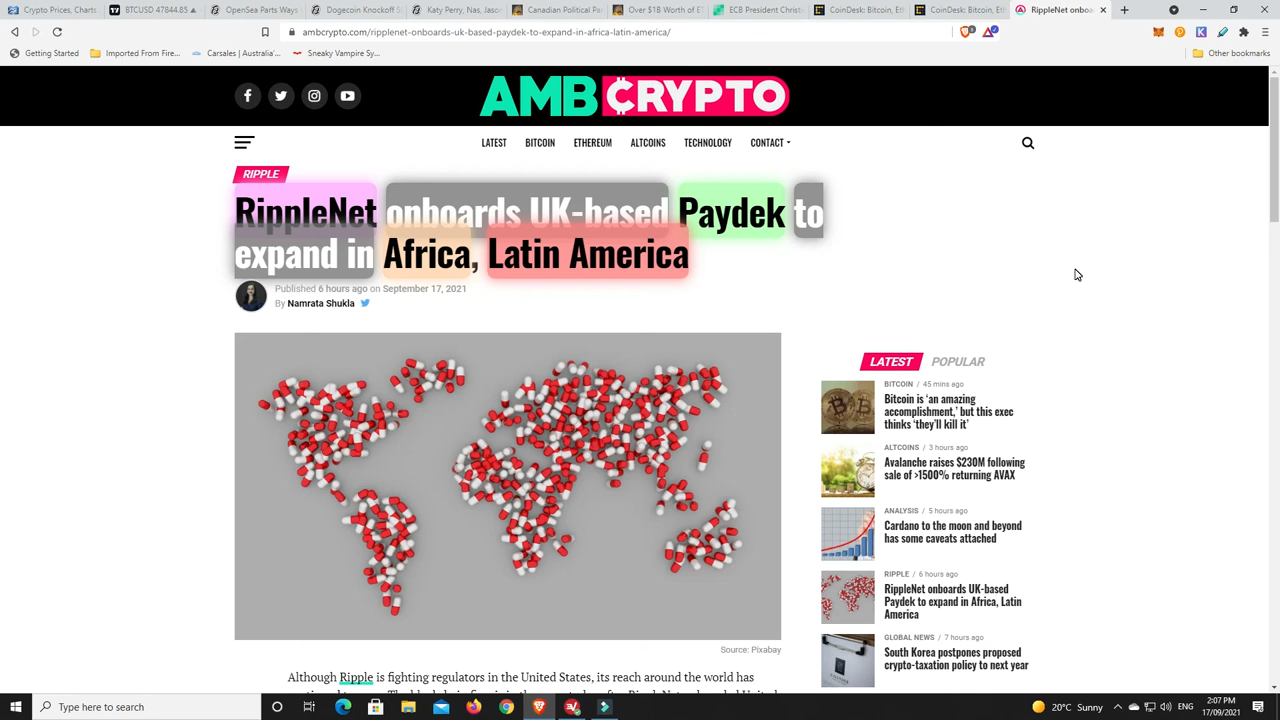 Crypto Bubbles
BTCUSD 47844.85
OpenSea Parts Ways
Dogecoin Knockoff S
Katy Perry, Nas, Jaso
Canadian Political Pa
Over $1B Worth of E
ECB President Christ
CoinDesk: Bitcoin, Et
CoinDesk: Bitcoin, Eth
RippleNet onbo
ambcrypto.com/ripplenet-onboards-uk-based-paydek-to-expand-in-africa-latin-america/
Getting Started
Imported From Fire...
Carsales | Australia's...
Sneaky Vampire Sy...
Other bookmarks
AMBCRYPTO
LATEST
BITCOIN
ETHEREUM
ALTCOINS
TECHNOLOGY
CONTACT
RIPPLE
RippleNet onboards UK-based Paydek to
expand in Africa, Latin America
Published 6 hours ago on September 17, 2021
By Namrata Shukla
Source: Pixabay
Although Ripple is fighting regulators in the United States, its reach around the world has
LATEST
POPULAR
BITCOIN / 45 mins ago
Bitcoin is ‘an amazing
accomplishment,’ but this exec
thinks ‘they’ll kill it’
ALTCOINS / 3 hours ago
Avalanche raises $230M following
sale of >1500% returning AVAX
ANALYSIS / 5 hours ago
Cardano to the moon and beyond
has some caveats attached
RIPPLE / 6 hours ago
RippleNet onboards UK-based
Paydek to expand in Africa, Latin
America
GLOBAL NEWS / 7 hours ago
South Korea postpones proposed
crypto-taxation policy to next year
Type here to search
20°C Sunny
ENG
2:07 PM
17/09/2021